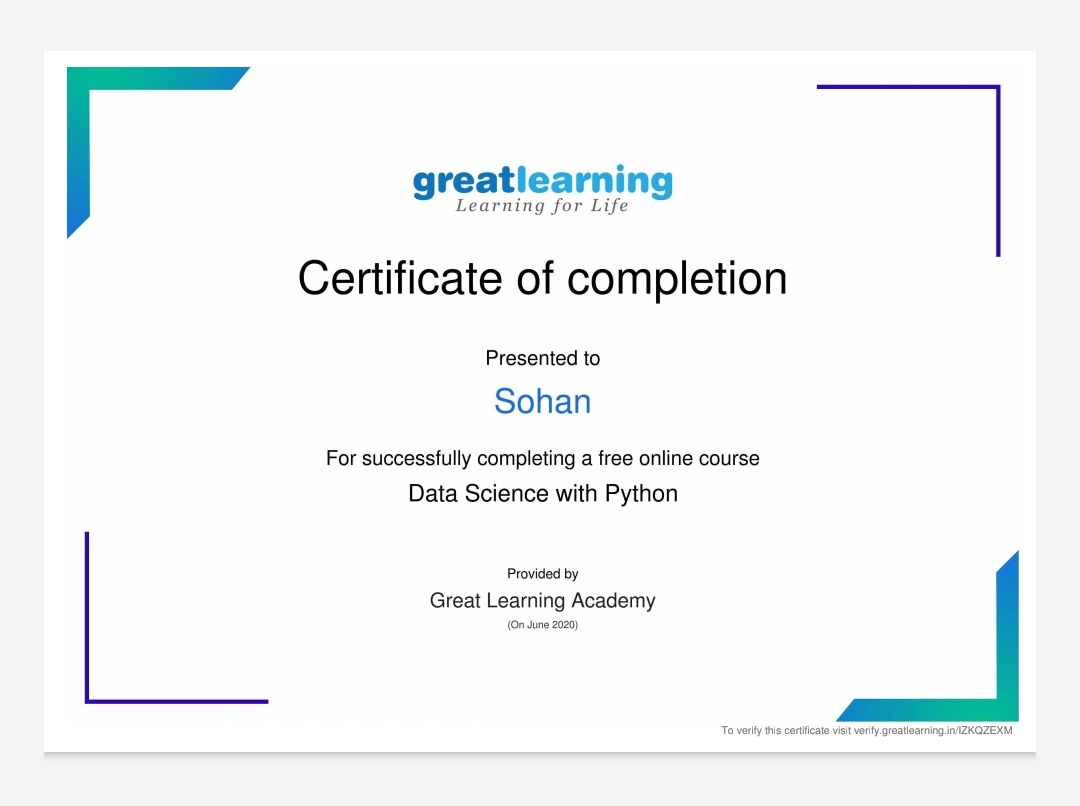 greatlearning
Learning for Life
Certificate of completion
Presented to
Sohan
For successfully completing a free online course
Data Science with Python
Provided by
Great Learning Academy
(On June 2020)
To verify this certificate visit verify.greatlearning.in/IZKQZEXM